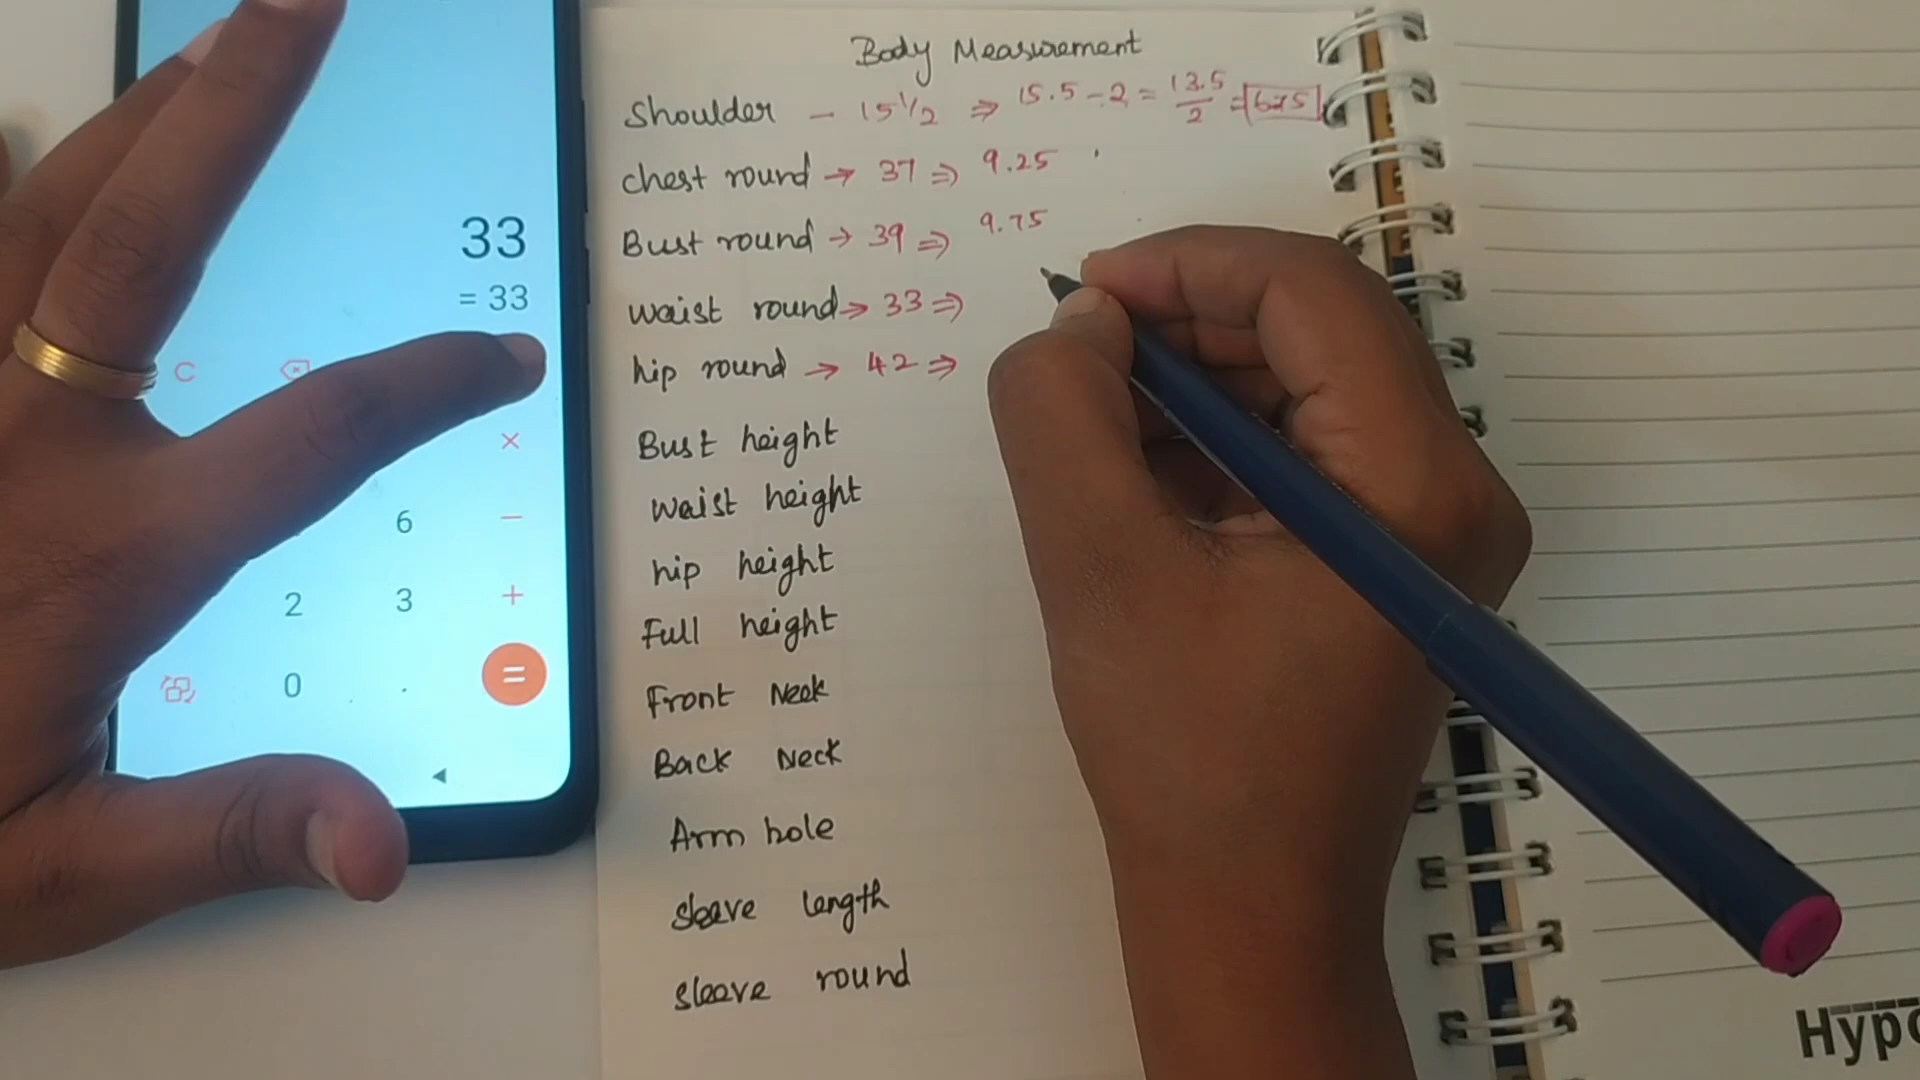 Body Measurement
Shoulder - 15 1/2 ⇒ 15.5 - 2 = 13.5/2 = 6.75
chest round → 37 ⇒ 9.25
Bust round → 39 ⇒ 9.75
waist round → 33 ⇒
hip round → 42 ⇒
Bust height
Waist height
hip height
Full height
Front Neck
Back Neck
Arm hole
sleeve length
sleeve round
33
= 33
C
×
6 −
2 3 +
0 . =